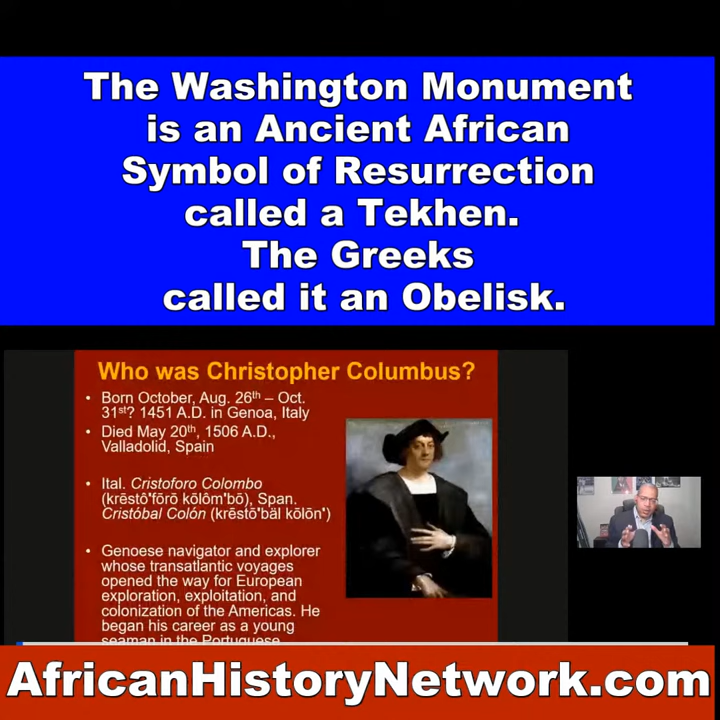 The Washington Monument
is an Ancient African
Symbol of Resurrection
called a Tekhen.
The Greeks
called it an Obelisk.
Who was Christopher Columbus?
• Born October, Aug. 26th – Oct.
31st? 1451 A.D. in Genoa, Italy
• Died May 20th, 1506 A.D.,
Valladolid, Spain
• Ital. Cristoforo Colombo
(krēstô'fōrō kōlôm'bō), Span.
Cristóbal Colón (krēstō'bäl kōlōn')
• Genoese navigator and explorer
whose transatlantic voyages
opened the way for European
exploration, exploitation, and
colonization of the Americas. He
began his career as a young
seaman in the Portuguese
AfricanHistoryNetwork.com